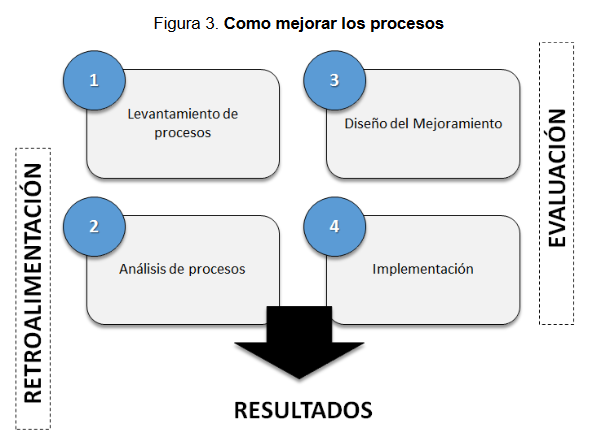 Figura 3. Como mejorar los procesos
1
Levantamiento de
procesos
2
Análisis de procesos
3
Diseño del Mejoramiento
4
Implementación
RETROALIMENTACIÓN
EVALUACIÓN
RESULTADOS